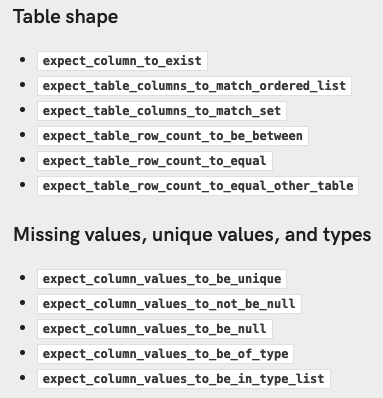 Table shape
expect_column_to_exist
expect_table_columns_to_match_ordered_list
expect_table_columns_to_match_set
expect_table_row_count_to_be_between
expect_table_row_count_to_equal
expect_table_row_count_to_equal_other_table
Missing values, unique values, and types
expect_column_values_to_be_unique
expect_column_values_to_not_be_null
expect_column_values_to_be_null
expect_column_values_to_be_of_type
expect_column_values_to_be_in_type_list